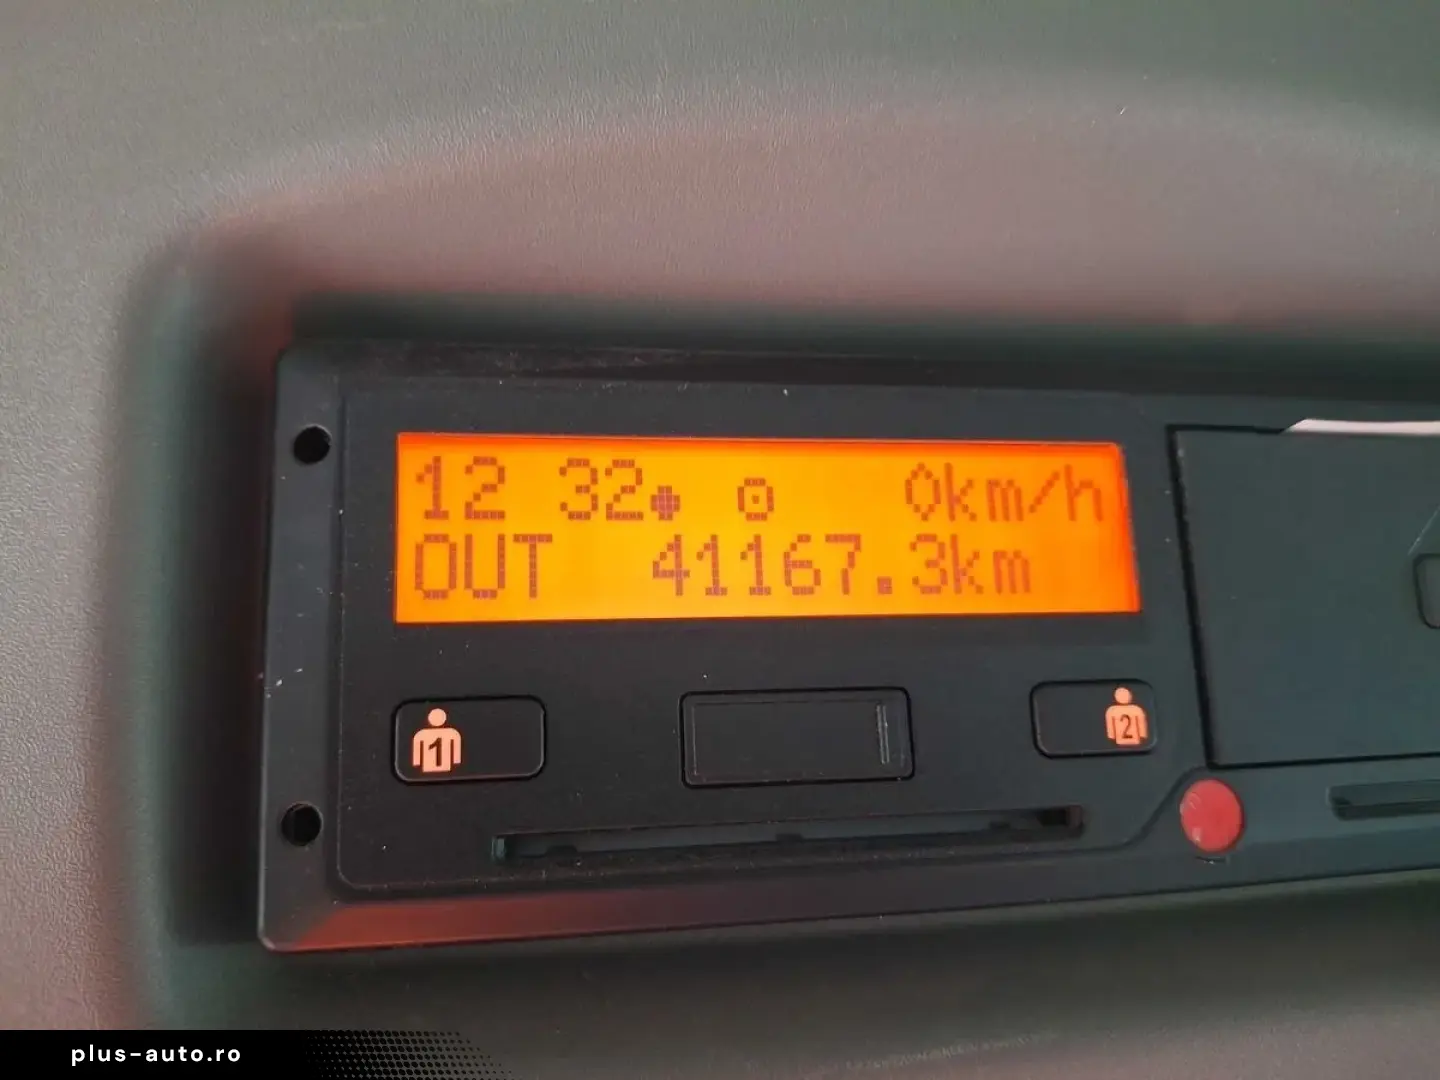 12 32 0km/h
OUT 41167.3km
1
2
plus-auto.ro